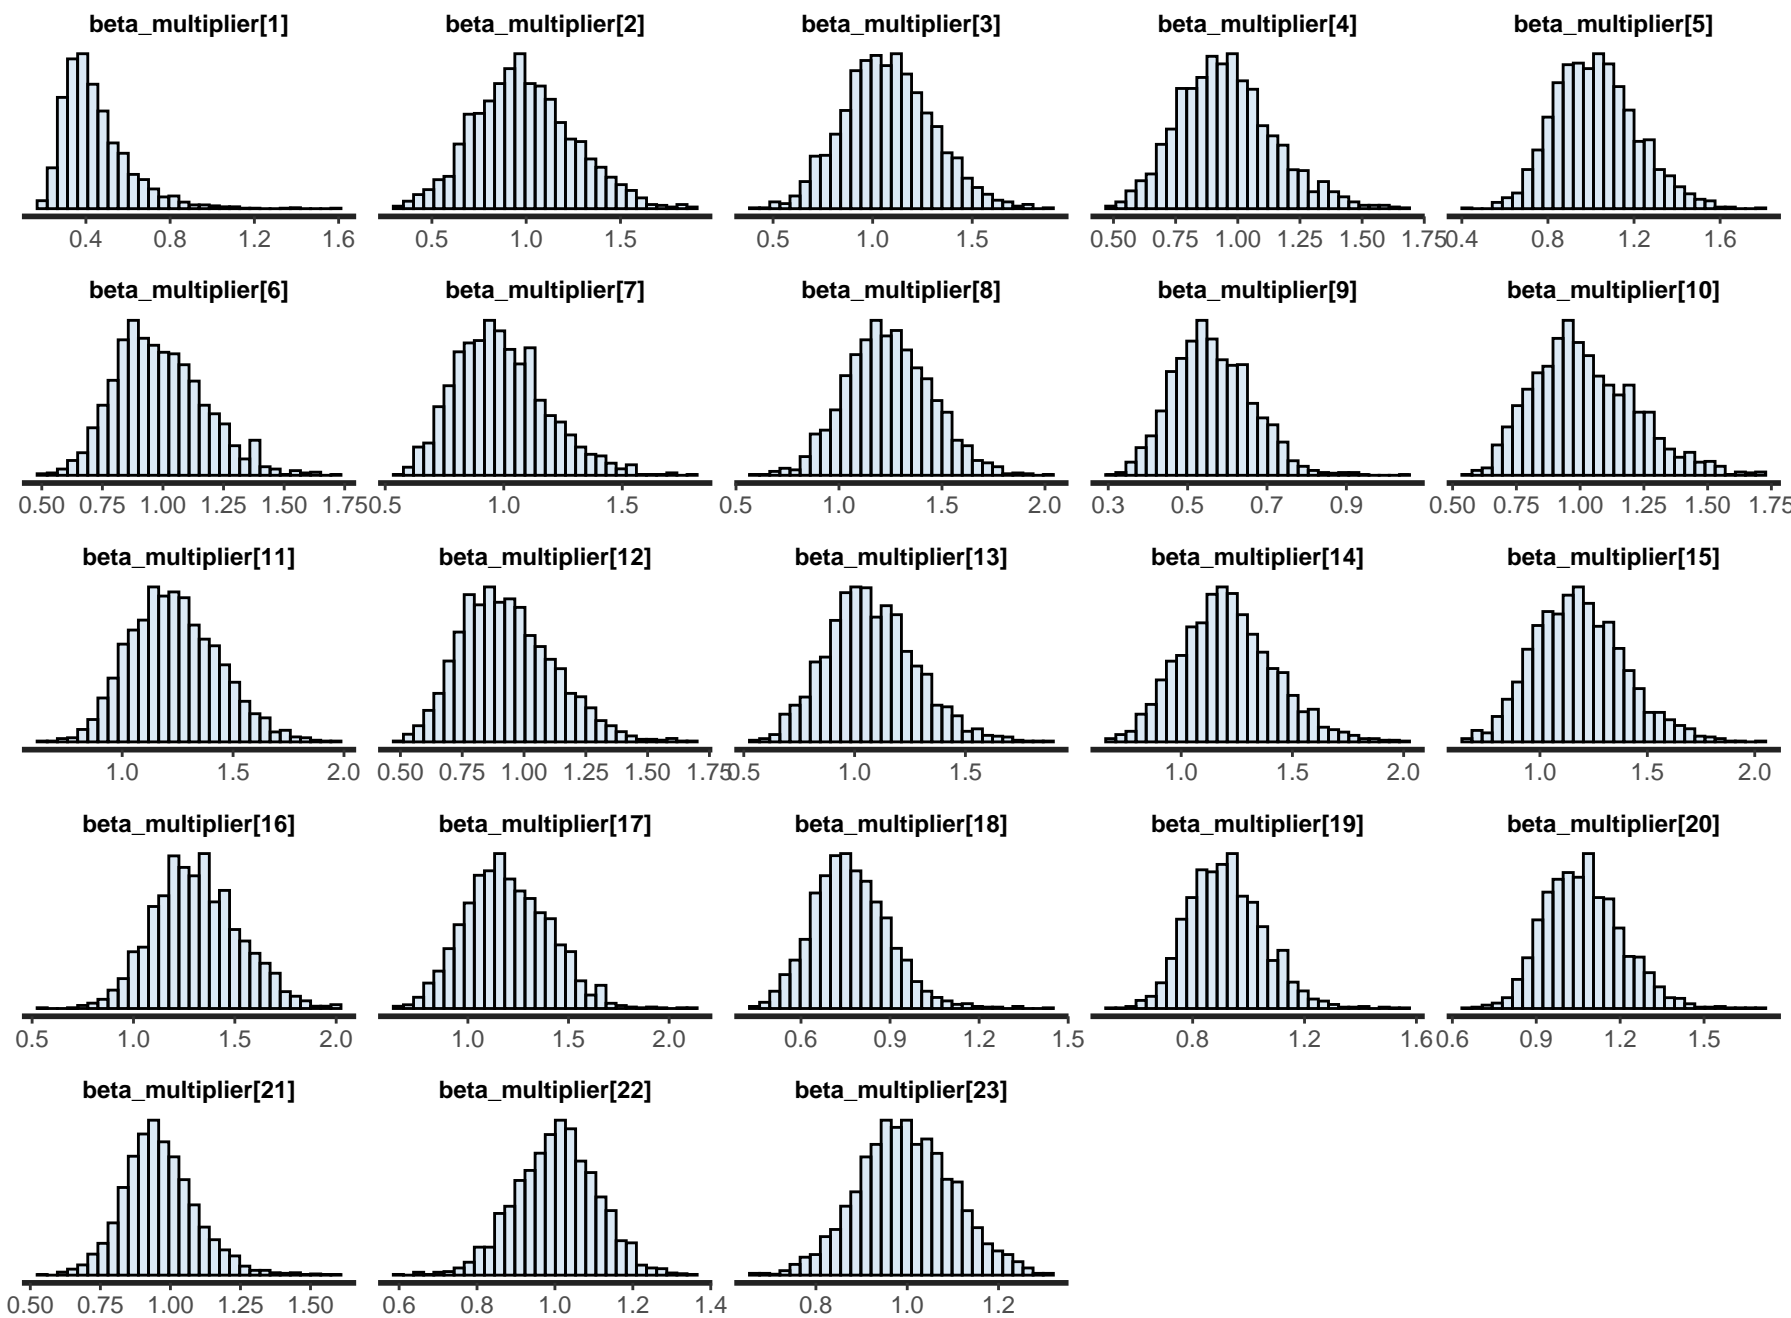 beta_multiplier[1] beta_multiplier[2] beta_multiplier[3] beta_multiplier[4] beta_multiplier[5]
0.4 0.8 1.2 1.6 0.5 1.0 1.5 0.5 1.0 1.5 0.50 0.75 1.00 1.25 1.50 1.75 0.4 0.8 1.2 1.6
beta_multiplier[6] beta_multiplier[7] beta_multiplier[8] beta_multiplier[9] beta_multiplier[10]
0.50 0.75 1.00 1.25 1.50 1.75 0.5 1.0 1.5 0.5 1.0 1.5 2.0 0.3 0.5 0.7 0.9 0.50 0.75 1.00 1.25 1.50 1.75
beta_multiplier[11] beta_multiplier[12] beta_multiplier[13] beta_multiplier[14] beta_multiplier[15]
1.0 1.5 2.0 0.50 0.75 1.00 1.25 1.50 1.75 0.5 1.0 1.5 1.0 1.5 2.0 1.0 1.5 2.0
beta_multiplier[16] beta_multiplier[17] beta_multiplier[18] beta_multiplier[19] beta_multiplier[20]
0.5 1.0 1.5 2.0 1.0 1.5 2.0 0.6 0.9 1.2 1.5 0.8 1.2 1.6 0.6 0.9 1.2 1.5
beta_multiplier[21] beta_multiplier[22] beta_multiplier[23]
0.50 0.75 1.00 1.25 1.50 0.6 0.8 1.0 1.2 1.4 0.8 1.0 1.2